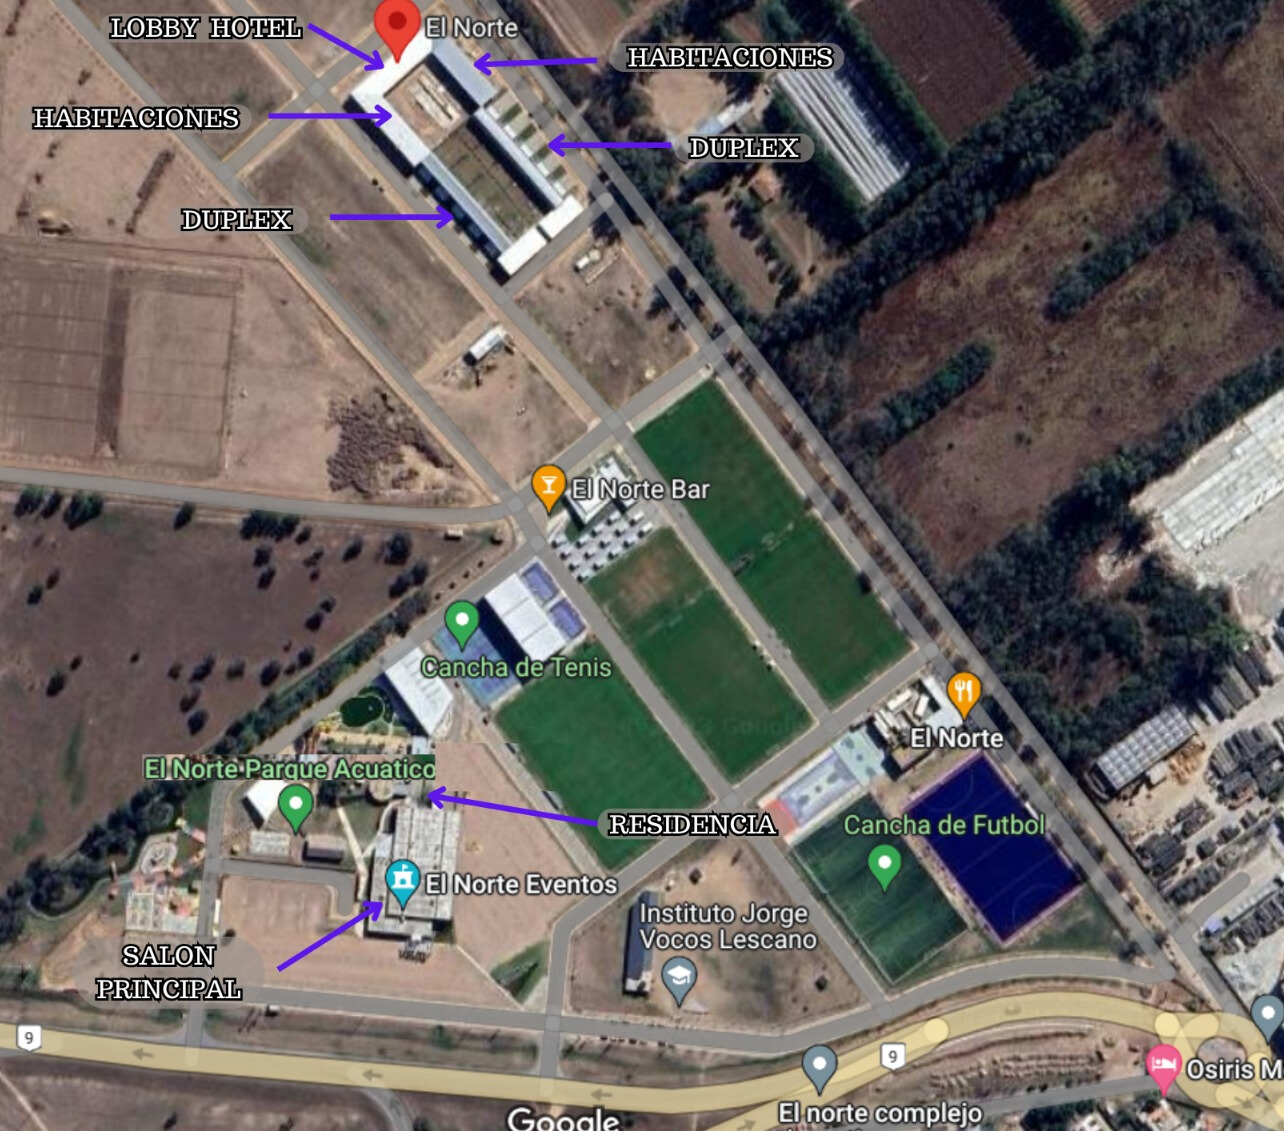 LOBBY HOTEL
El Norte
HABITACIONES
HABITACIONES
DUPLEX
DUPLEX
El Norte Bar
Cancha de Tenis
El Norte
El Norte Parque Acuatico
RESIDENCIA
Cancha de Futbol
El Norte Eventos
Instituto Jorge
Vocos Lescano
SALON
PRINCIPAL
9
9
Osiris M
El norte complejo
Google